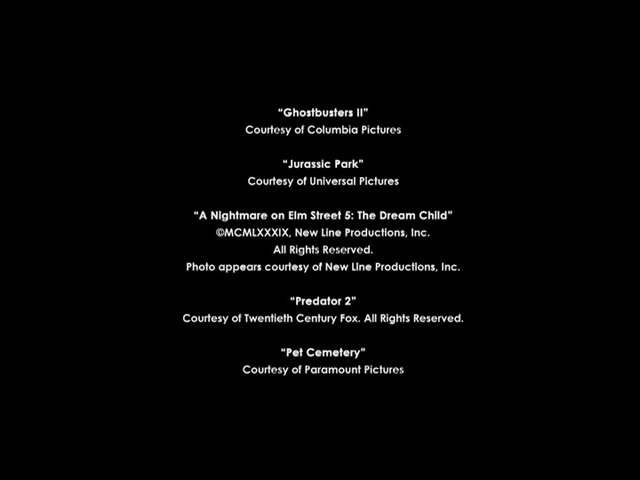 “Ghostbusters II”
Courtesy of Columbia Pictures
“Jurassic Park”
Courtesy of Universal Pictures
“A Nightmare on Elm Street 5: The Dream Child”
©MCMLXXXIX, New Line Productions, Inc.
All Rights Reserved.
Photo appears courtesy of New Line Productions, Inc.
“Predator 2”
Courtesy of Twentieth Century Fox. All Rights Reserved.
“Pet Cemetery”
Courtesy of Paramount Pictures